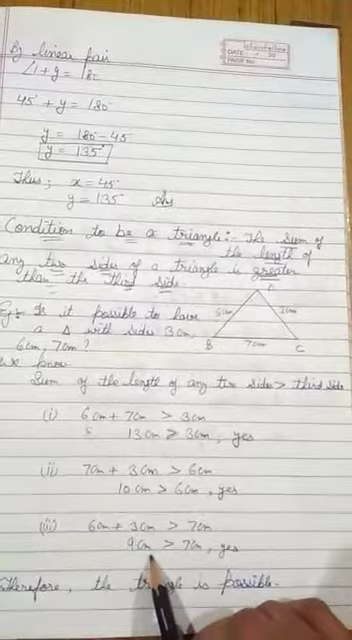 By linear pair
∠1 + y = 180
45° + y = 180°
y = 180° - 45
y = 135°
Thus; x = 45°
y = 135° Ans
DATE:
PAGE No.
Condition to be a triangle:- The Sum of
the length of
any two sides of a triangle is greater
than the third side.
Eg:- Is it possible to have
a Δ with sides 3cm,
6cm, 7cm?
B
7cm
C
we know
Sum of the length of any two sides > third side
(i) 6cm + 7cm > 3cm
13cm > 3cm, yes
(ii) 7cm + 3cm > 6cm
10cm > 6cm, yes
(iii) 6cm + 3cm > 7cm
9cm > 7cm, yes
Therefore, the triangle is possible.